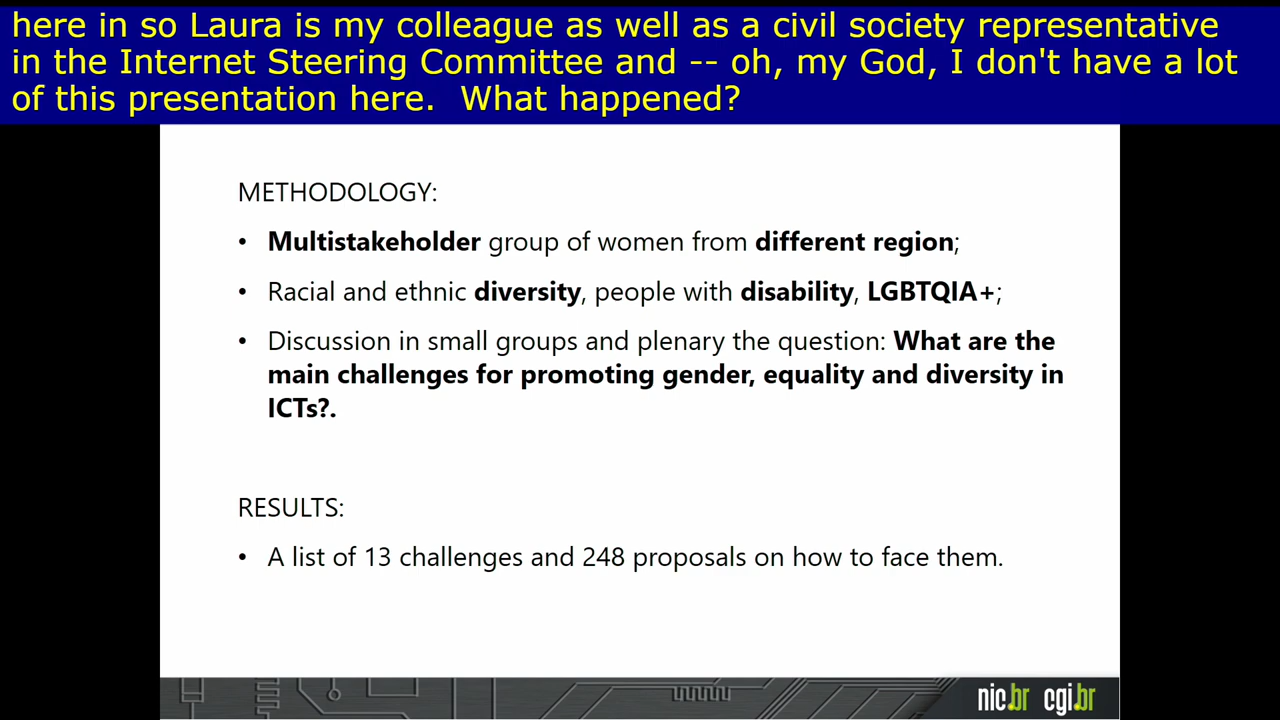 here in so Laura is my colleague as well as a civil society representative
in the Internet Steering Committee and -- oh, my God, I don't have a lot
of this presentation here.  What happened?
METHODOLOGY:
• Multistakeholder group of women from different region;
• Racial and ethnic diversity, people with disability, LGBTQIA+;
• Discussion in small groups and plenary the question: What are the
main challenges for promoting gender, equality and diversity in
ICTs?.
RESULTS:
• A list of 13 challenges and 248 proposals on how to face them.
nic.br cgi.br